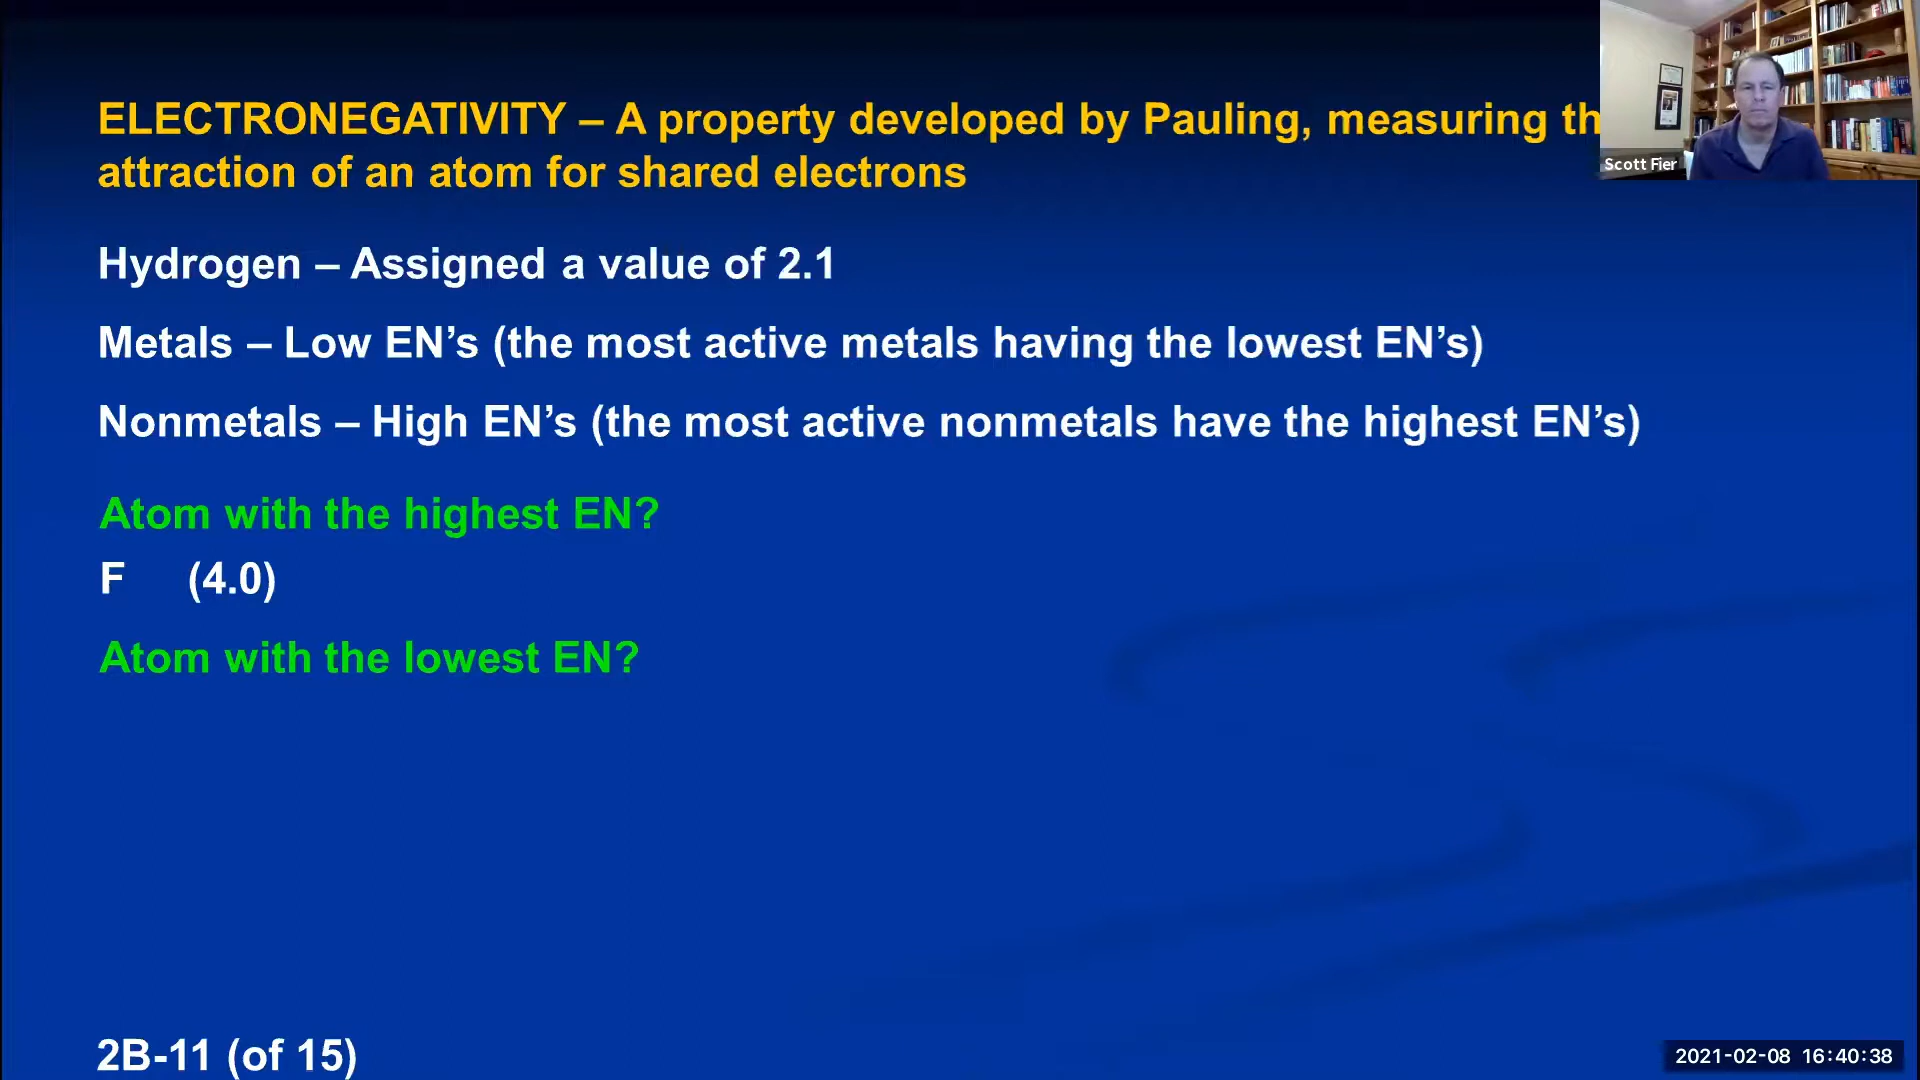 ELECTRONEGATIVITY – A property developed by Pauling, measuring
attraction of an atom for shared electrons
Scott Fier
Hydrogen – Assigned a value of 2.1
Metals – Low EN’s (the most active metals having the lowest EN’s)
Nonmetals – High EN’s (the most active nonmetals have the highest EN’s)
Atom with the highest EN?
F (4.0)
Atom with the lowest EN?
2B-11 (of 15)
2021-02-08 16:40:38